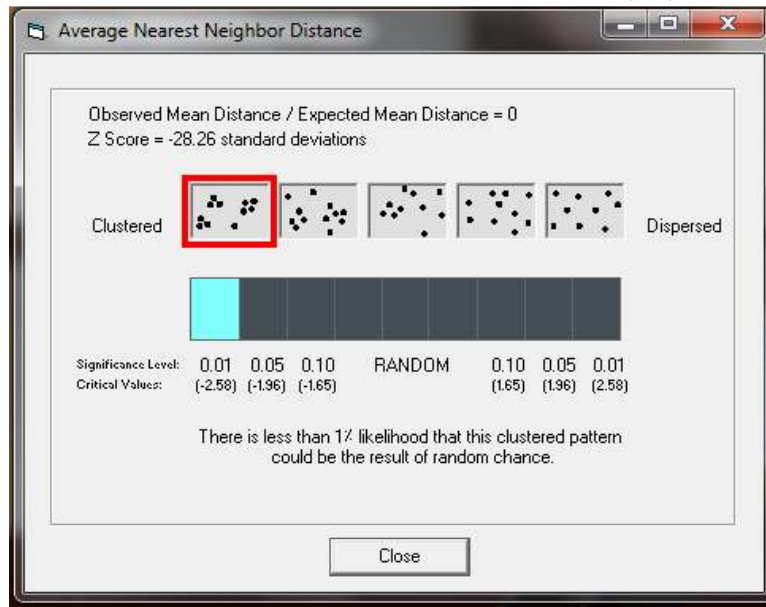 Average Nearest Neighbor Distance
Observed Mean Distance / Expected Mean Distance = 0
Z Score = -28.26 standard deviations
Clustered Dispersed
Significance Level: 0.01 0.05 0.10 RANDOM 0.10 0.05 0.01
Critical Values: (-2.58) (-1.96) (-1.65) (1.65) (1.96) (2.58)
There is less than 1% likelihood that this clustered pattern
could be the result of random chance.
Close